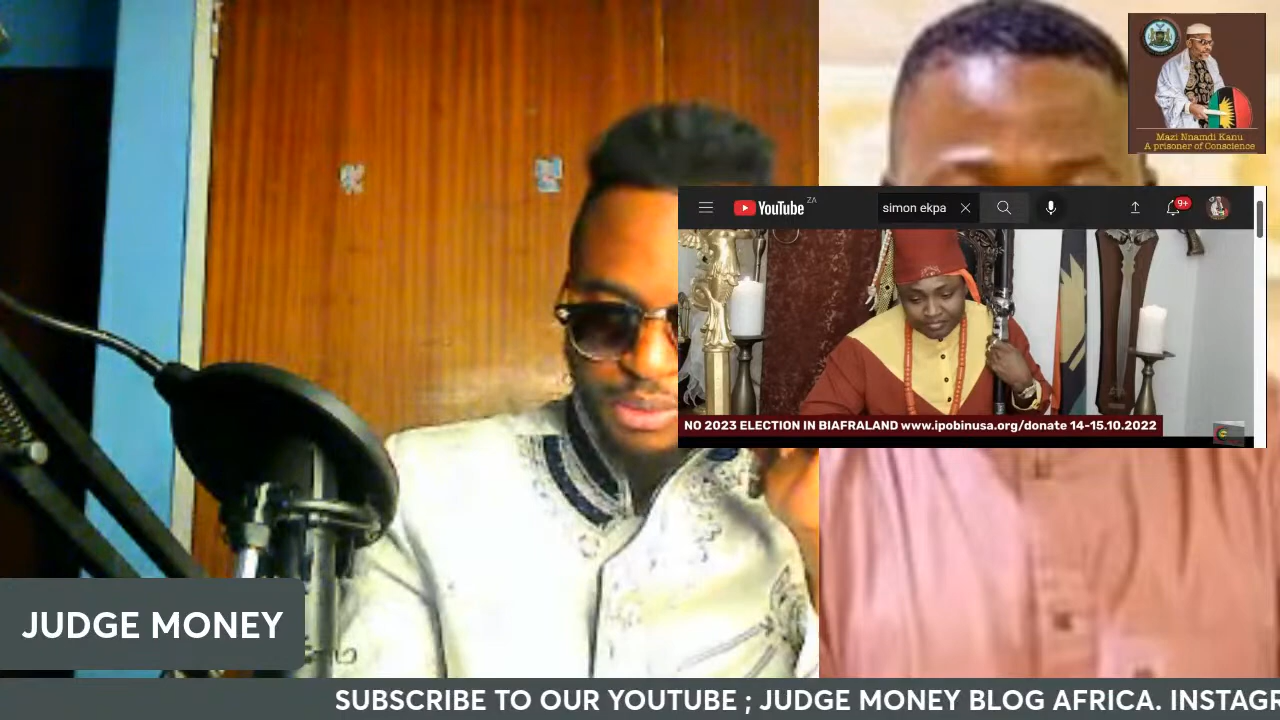 Mazi Nnamdi Kanu
A prisoner of Conscience
YouTube ZA
simon ekpa
9+
NO 2023 ELECTION IN BIAFRALAND www.ipobinusa.org/donate 14-15.10.2022
JUDGE MONEY
SUBSCRIBE TO OUR YOUTUBE ; JUDGE MONEY BLOG AFRICA. INSTAGR